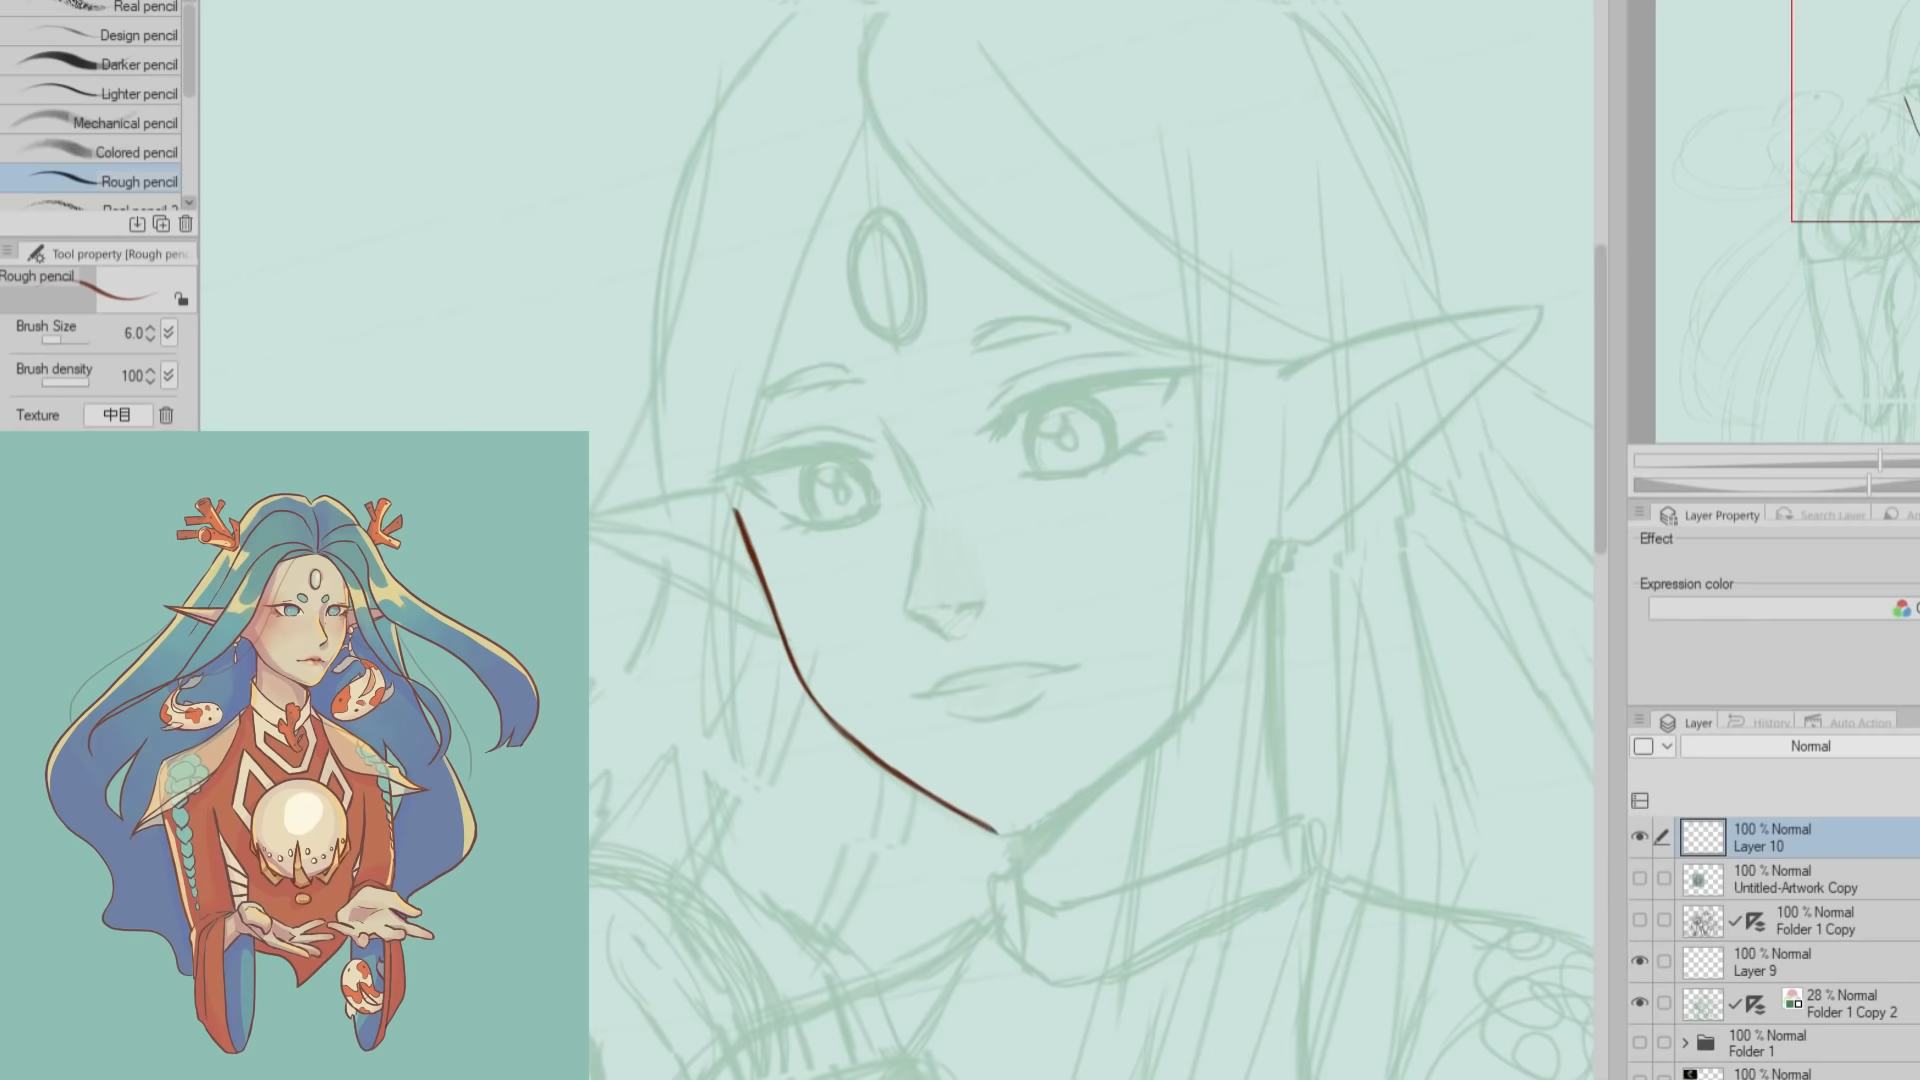 Real pencil
Design pencil
Darker pencil
Lighter pencil
Mechanical pencil
Colored pencil
Rough pencil
Tool property [Rough pen
Rough pencil
Brush Size
6.0
Brush density
100
Texture
中目
Layer Property
Search Layer
Effect
Expression color
Layer
History
Auto Action
Normal
100 % Normal
Layer 10
100 % Normal
Untitled-Artwork Copy
100 % Normal
Folder 1 Copy
100 % Normal
Layer 9
28 % Normal
Folder 1 Copy 2
100 % Normal
Folder 1
100 % Normal